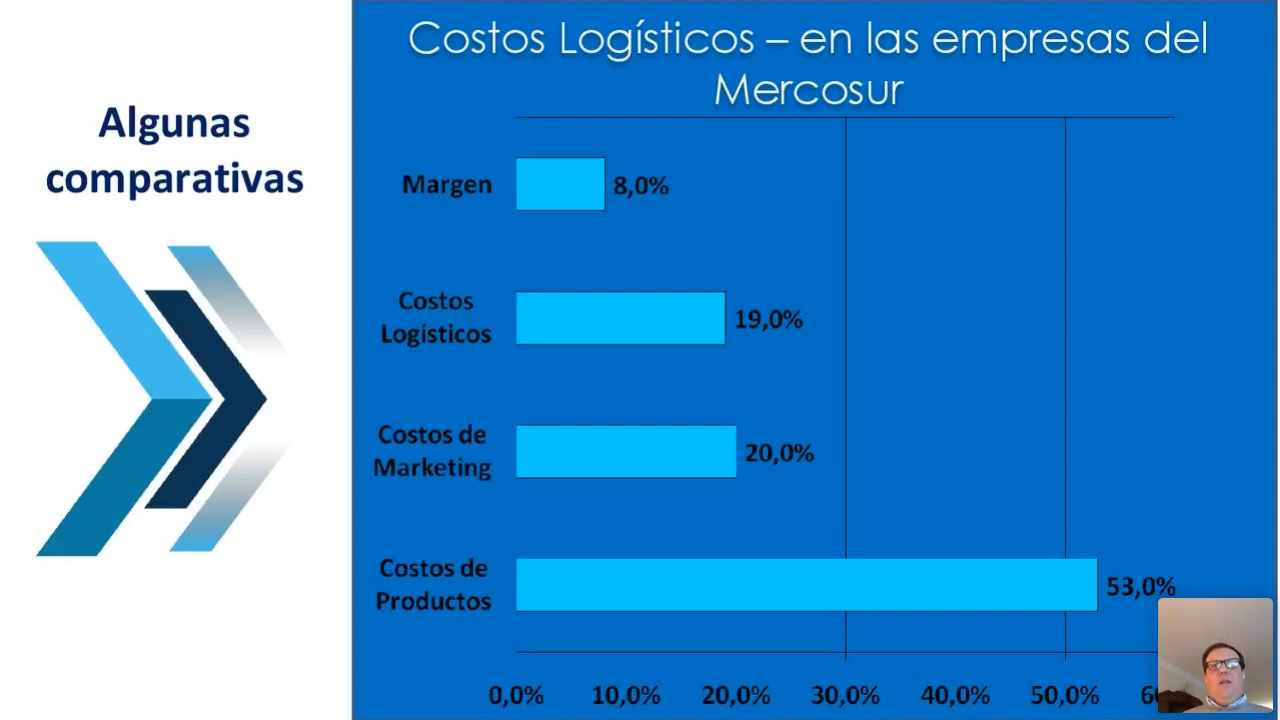 Algunas
comparativas
Costos Logísticos – en las empresas del
Mercosur
Margen
8,0%
Costos
Logísticos
19,0%
Costos de
Marketing
20,0%
Costos de
Productos
53,0%
0,0% 10,0% 20,0% 30,0% 40,0% 50,0%